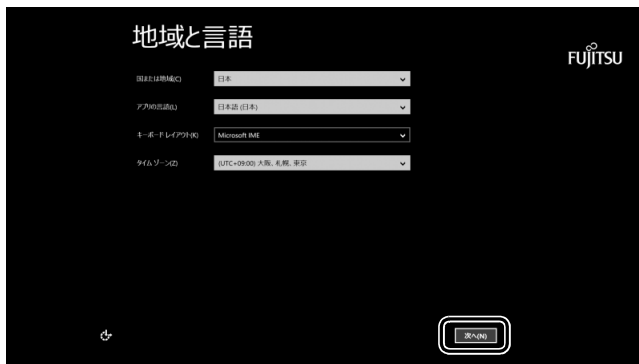 地域と言語
FUJITSU
国または地域(C)
日本
アプリの言語(L)
日本語 (日本)
キーボード レイアウト(K)
Microsoft IME
タイム ゾーン(Z)
(UTC+09:00) 大阪、札幌、東京
次へ(N)